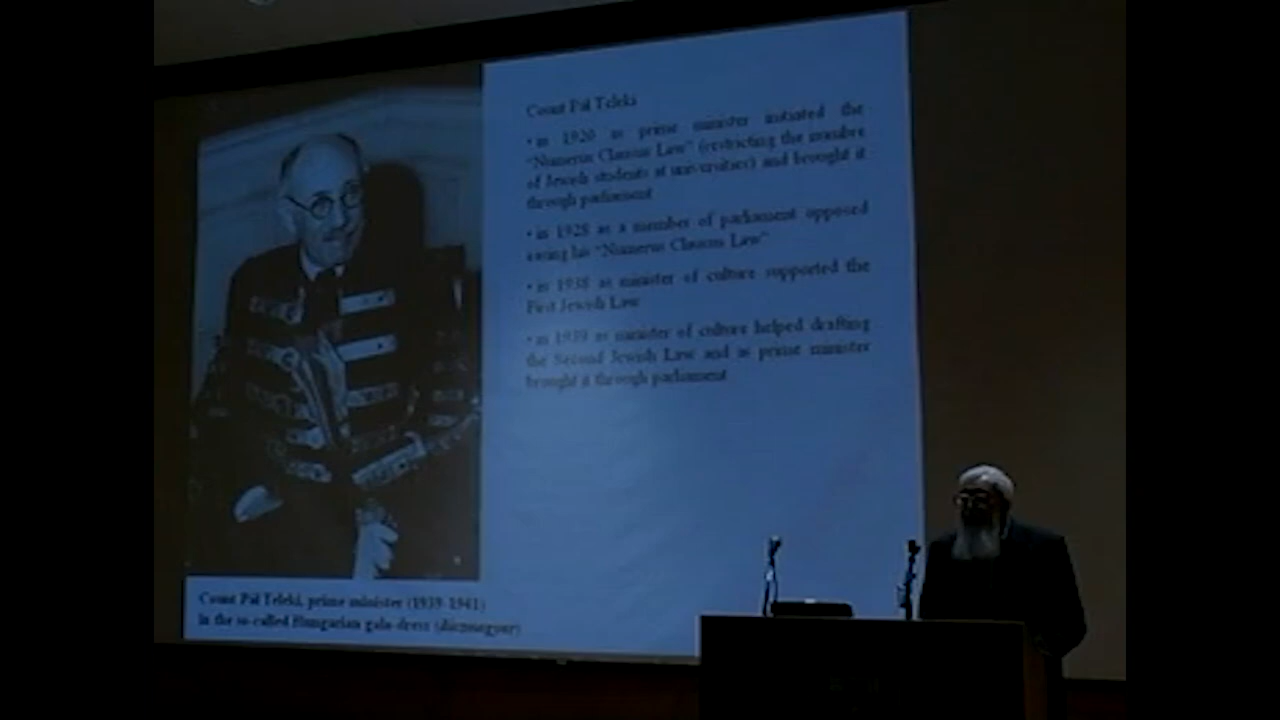 Count Pál Teleki
• in 1920 as prime minister initiated the
"Numerus Clausus Law" (restricting the number
of Jewish students at universities) and brought it
through parliament
• in 1928 as a member of parliament opposed
easing his "Numerus Clausus Law"
• in 1938 as minister of culture supported the
First Jewish Law
• in 1939 as minister of culture helped drafting
the Second Jewish Law and as prime minister
brought it through parliament
Count Pál Teleki, prime minister (1939-1941)
in the so-called Hungarian gala-dress (díszmagyar)